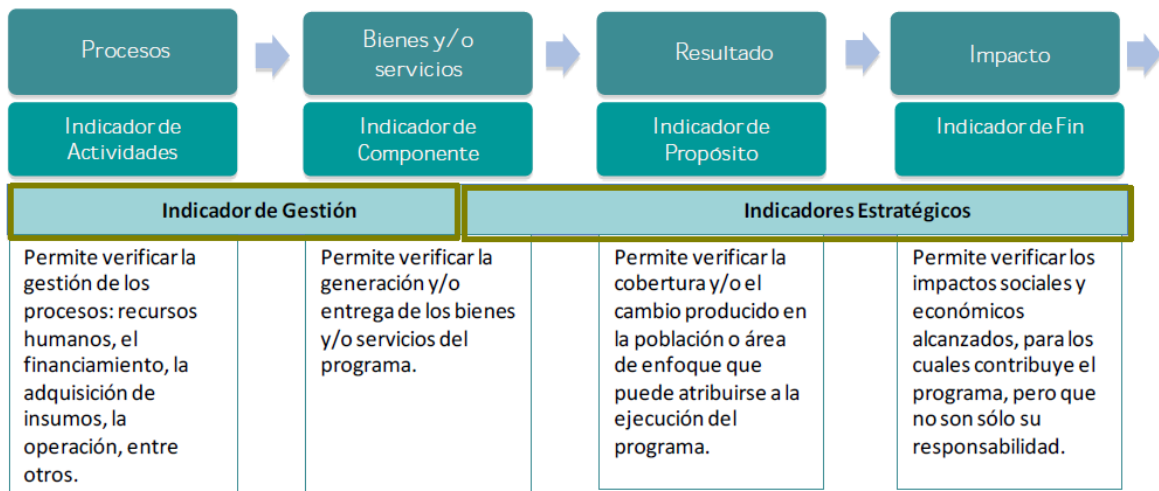 Procesos
Bienes y/o
servicios
Resultado
Impacto
Indicador de
Actividades
Indicador de
Componente
Indicador de
Propósito
Indicador de Fin
Indicador de Gestión
Indicadores Estratégicos
Permite verificar la
gestión de los
procesos: recursos
humanos, el
financiamiento, la
adquisición de
insumos, la
operación, entre
otros.
Permite verificar la
generación y/o
entrega de los bienes
y/o servicios del
programa.
Permite verificar la
cobertura y/o el
cambio producido en
la población o área
de enfoque que
puede atribuirse a la
ejecución del
programa.
Permite verificar los
impactos sociales y
económicos
alcanzados, para los
cuales contribuye el
programa, pero que
no son sólo su
responsabilidad.